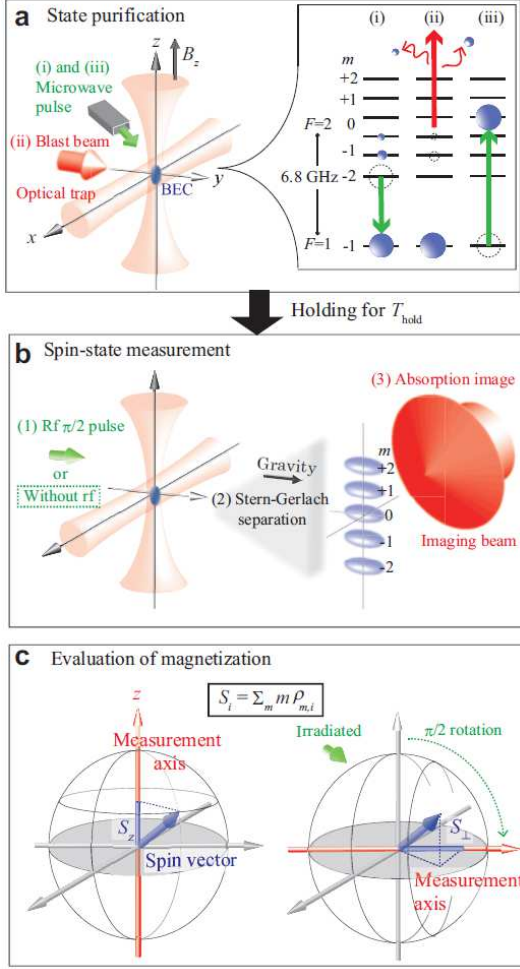 a State purification
z
B_z
(i) and (iii)
Microwave
pulse
(ii) Blast beam
Optical trap
BEC
y
x
(i) (ii) (iii)
m
+2
+1
0
F=2
-1
6.8 GHz
-2
F=1
-1
Holding for T_hold
b Spin-state measurement
(1) Rf π/2 pulse
or
Without rf
Gravity
(2) Stern-Gerlach
separation
m
+2
+1
0
-1
-2
(3) Absorption image
Imaging beam
c Evaluation of magnetization
S_i = Σ_m m ρ_{m,i}
z
Measurement
axis
S_z
Spin vector
Irradiated
π/2 rotation
S_⊥
Measurement
axis